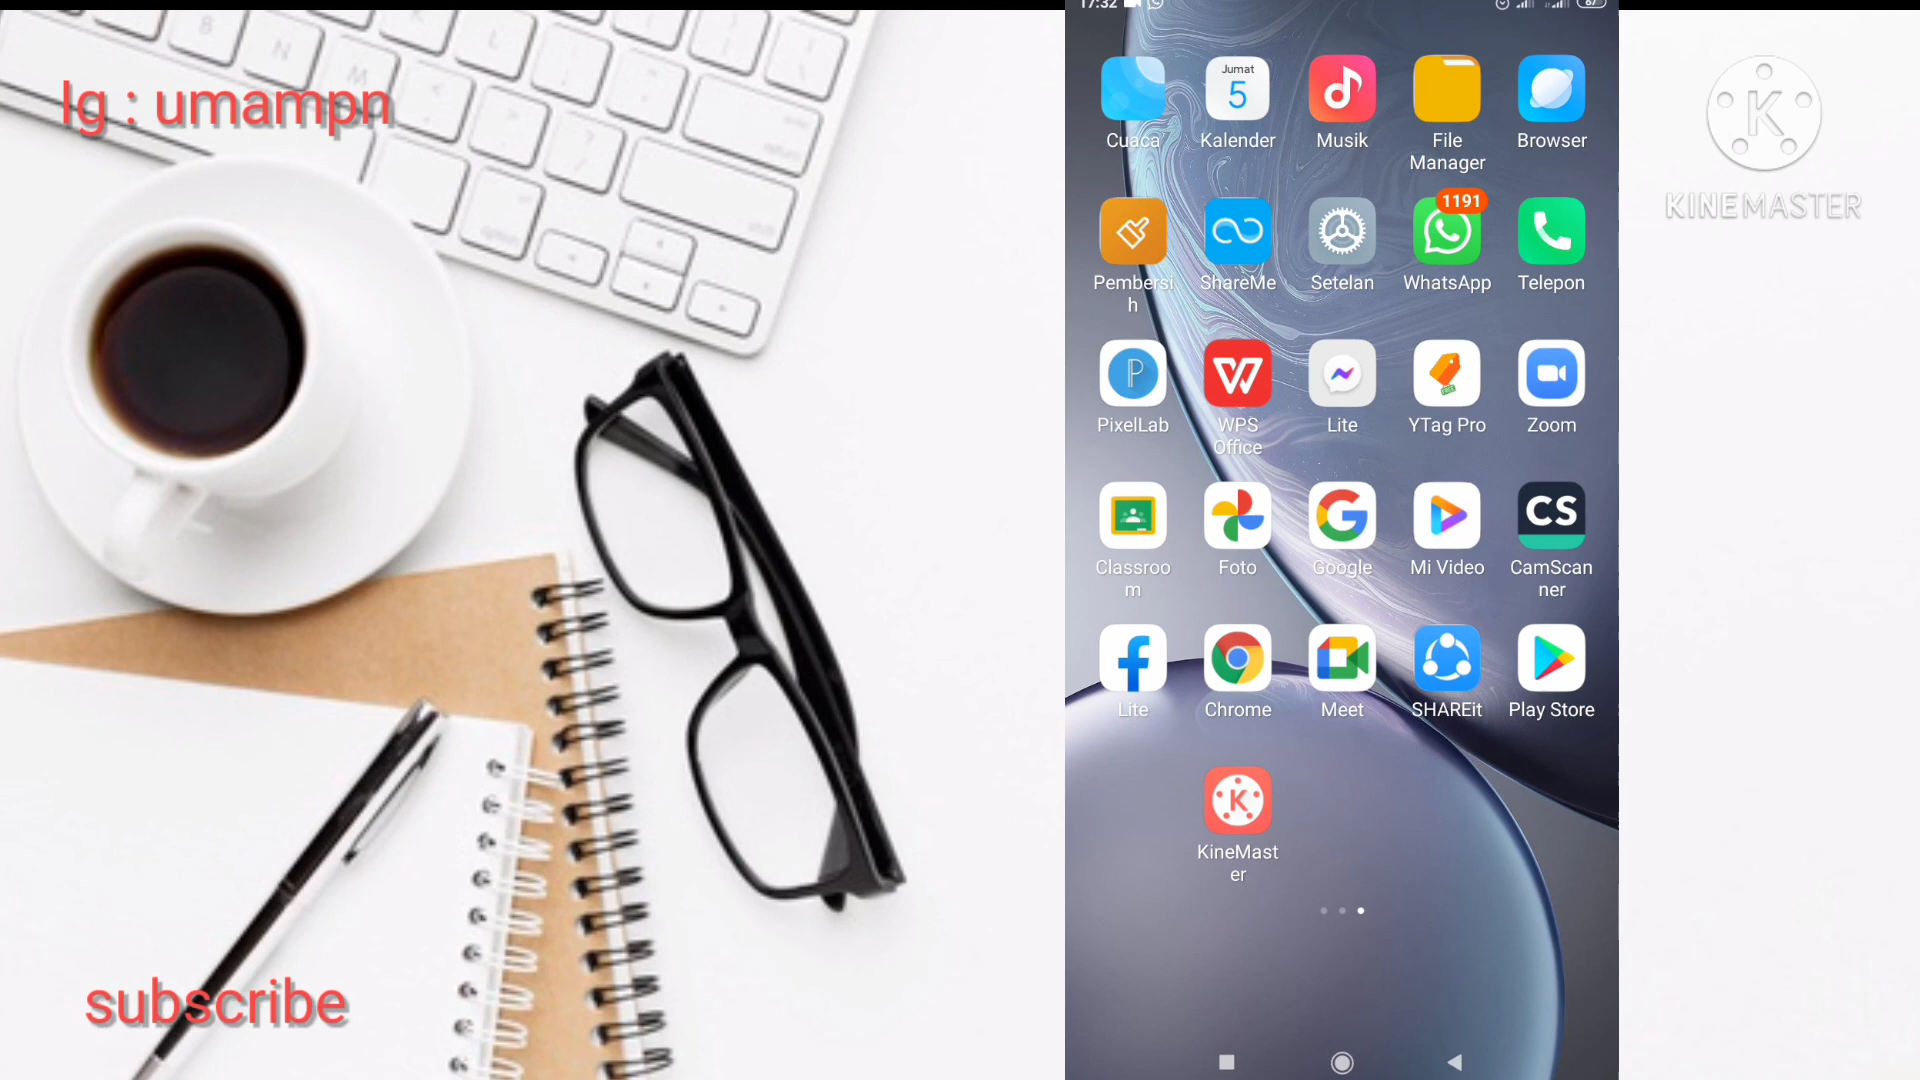 Ig : umampn
subscribe
17:32
67
Jumat
5
Cuaca
Kalender
Musik
File
Manager
Browser
1191
Pembersi
h
ShareMe
Setelan
WhatsApp
Telepon
PixelLab
WPS
Office
Lite
FREE
YTag Pro
Zoom
Classroo
m
Foto
Google
Mi Video
CS
CamScan
ner
Lite
Chrome
Meet
SHAREit
Play Store
K
KineMast
er
K
KINEMASTER